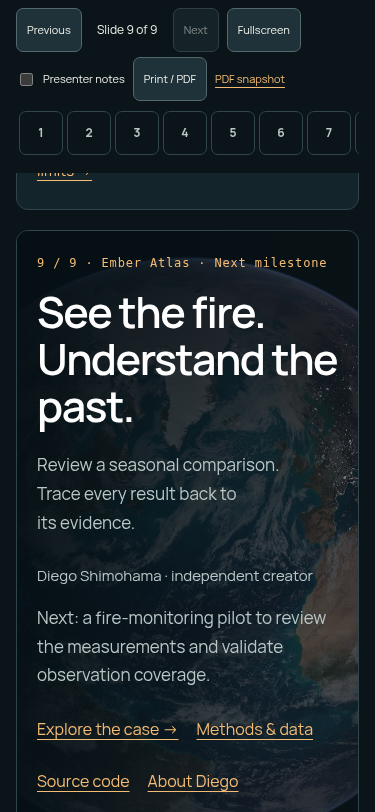 Previous
Slide 9 of 9
Next
Fullscreen
Presenter notes
Print / PDF
PDF snapshot
1
2
3
4
5
6
7
9 / 9 · Ember Atlas · Next milestone
See the fire.
Understand the
past.
Review a seasonal comparison.
Trace every result back to
its evidence.
Diego Shimohama · independent creator
Next: a fire-monitoring pilot to review
the measurements and validate
observation coverage.
Explore the case → Methods & data
Source code About Diego